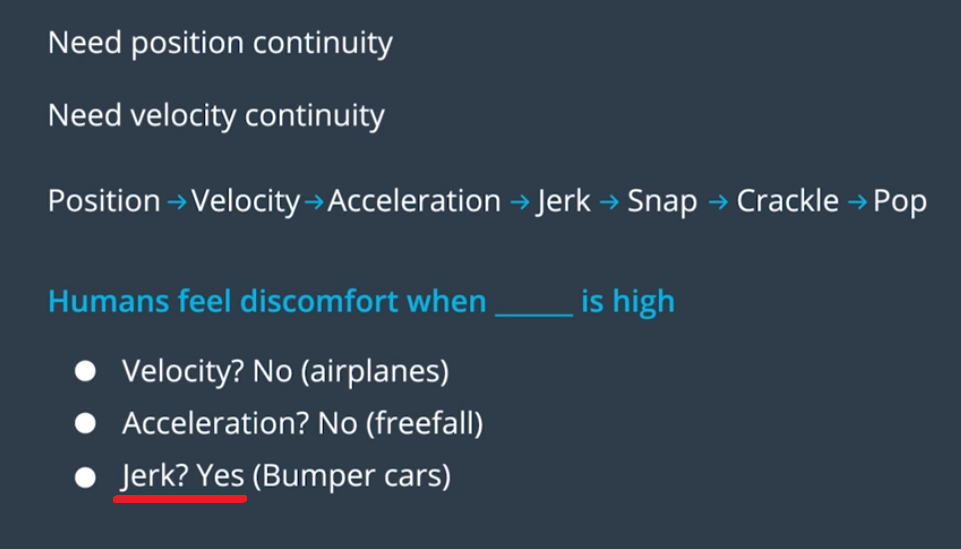 Need position continuity
Need velocity continuity
Position → Velocity → Acceleration → Jerk → Snap → Crackle → Pop
Humans feel discomfort when ______ is high
● Velocity? No (airplanes)
● Acceleration? No (freefall)
● Jerk? Yes (Bumper cars)